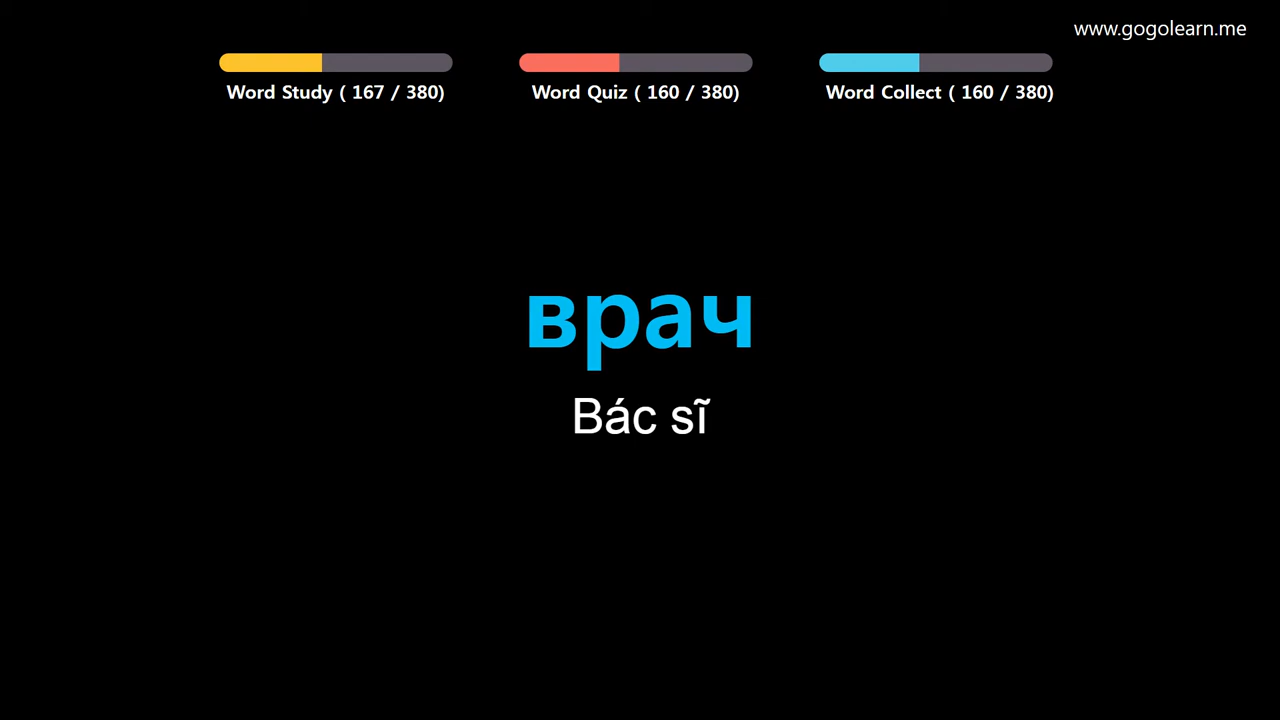 www.gogolearn.me
Word Study ( 167 / 380)
Word Quiz ( 160 / 380)
Word Collect ( 160 / 380)
врач
Bác sĩ